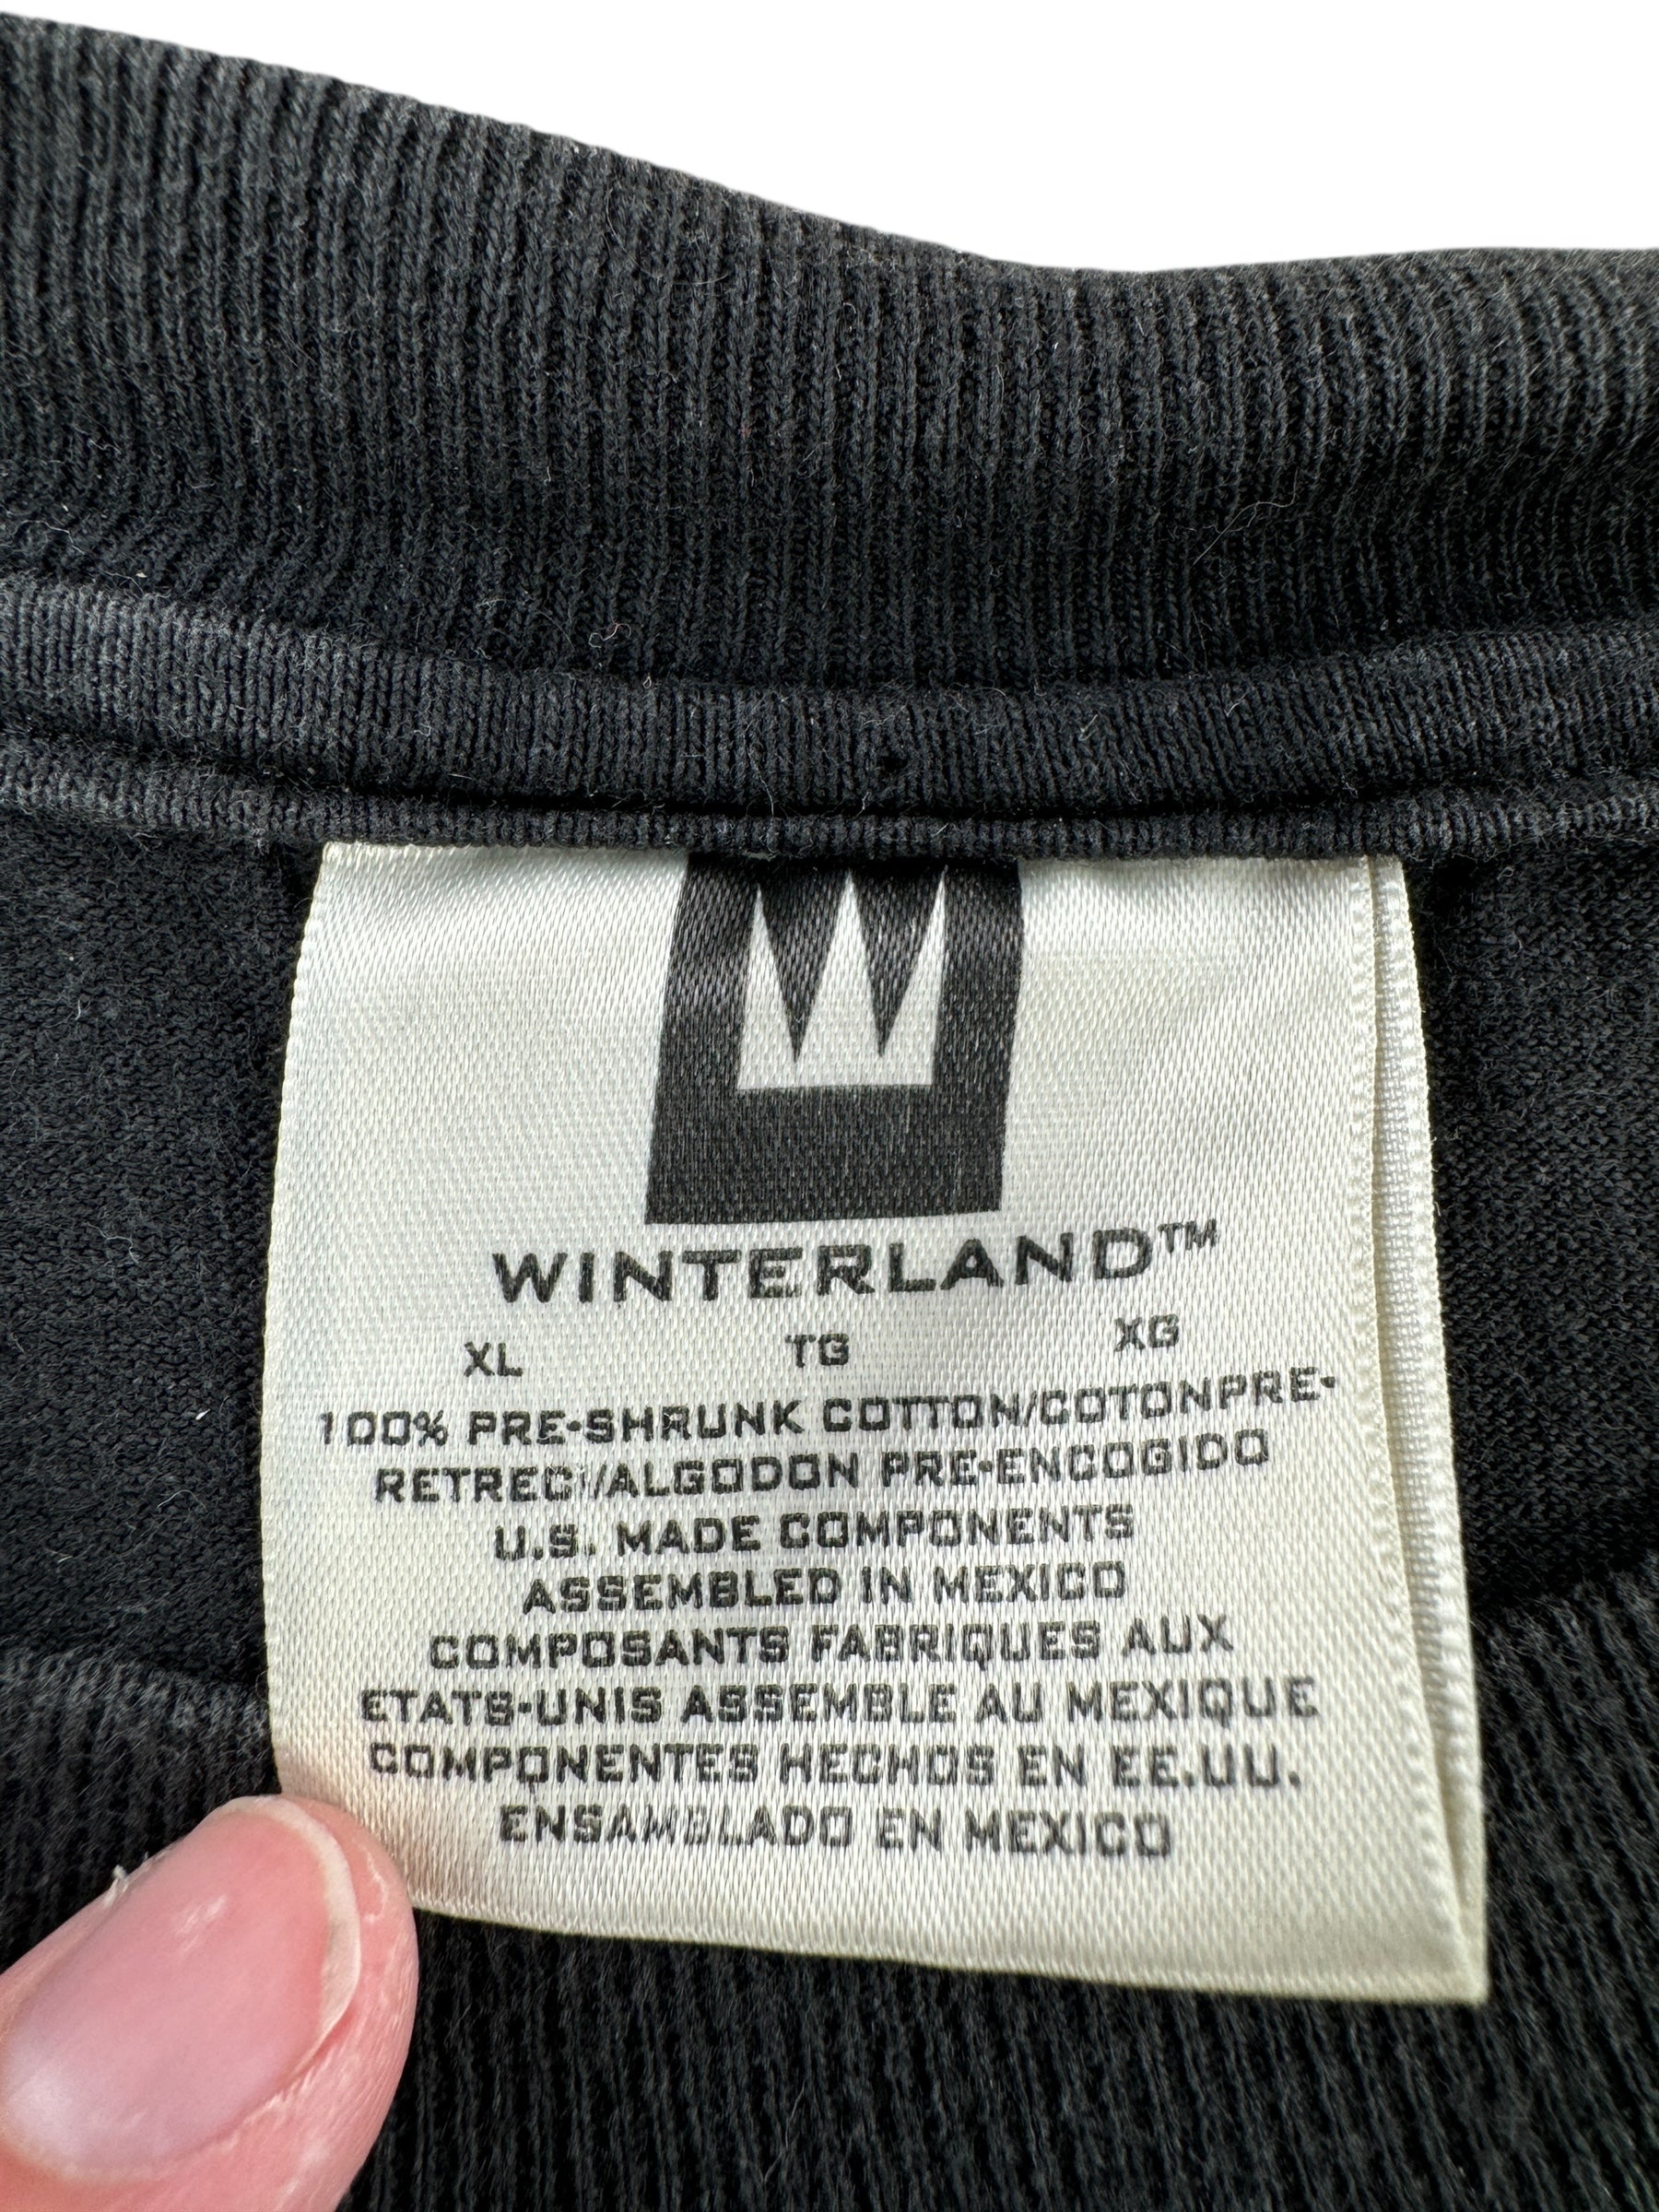 WINTERLAND™
XL TG XG
100% PRE-SHRUNK COTTON/COTONPRE-
RETRECI/ALGODON PRE-ENCOGIDO
U.S. MADE COMPONENTS
ASSEMBLED IN MEXICO
COMPOSANTS FABRIQUES AUX
ETATS-UNIS ASSEMBLE AU MEXIQUE
COMPONENTES HECHOS EN EE.UU.
ENSAMBLADO EN MEXICO